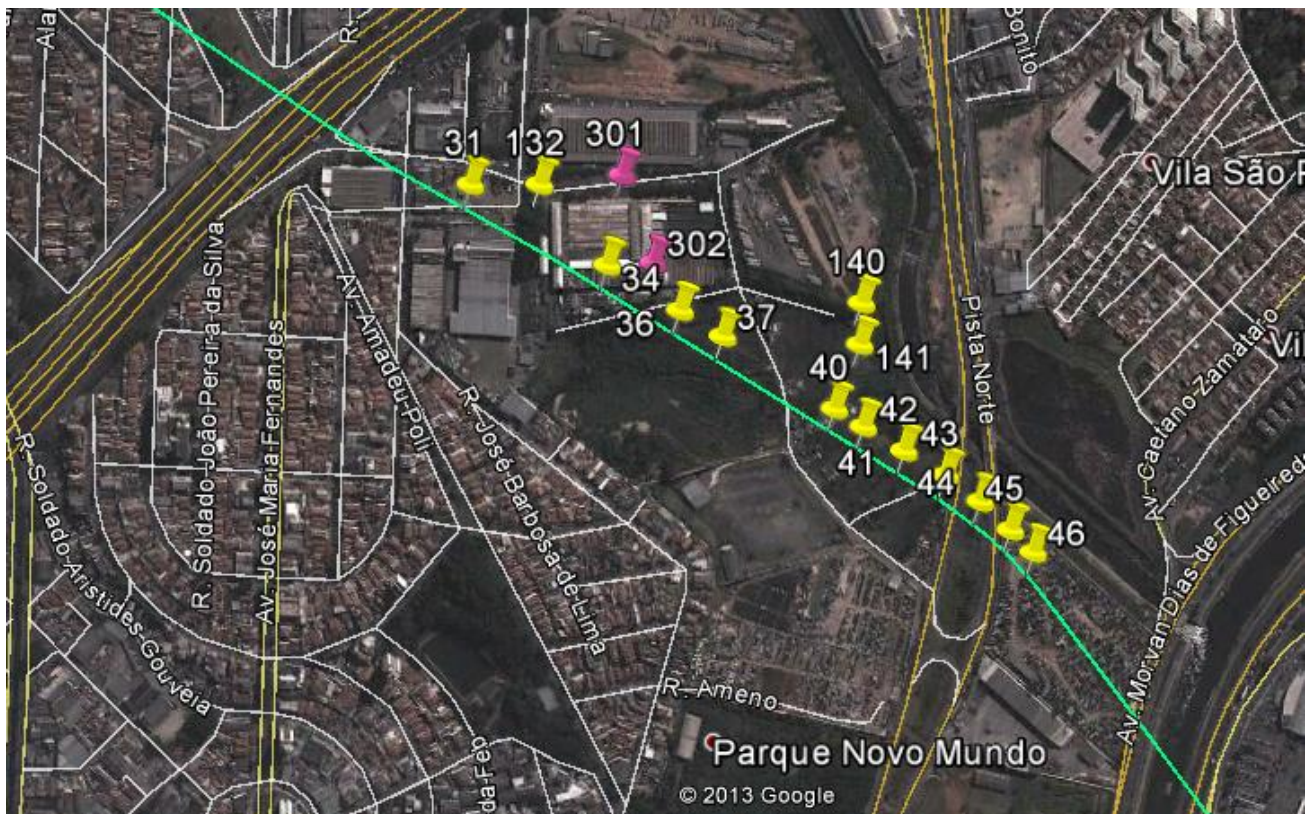 R.
Bonito
31
132
301
Vila São P
302
34
140
36
37
141
40
42
43
41
44
45
46
Pista Norte
Av. Caetano Zamataro
Vil
R. Soldado João Pereira da Silva
Av. José Maria Fernandes
Av. Amadeu Poli
R. José Barbosa de Lima
R. Soldado Aristides Gouveia
Av. Morvan Dias de Figueiredo
R. Ameno
Parque Novo Mundo
© 2013 Google